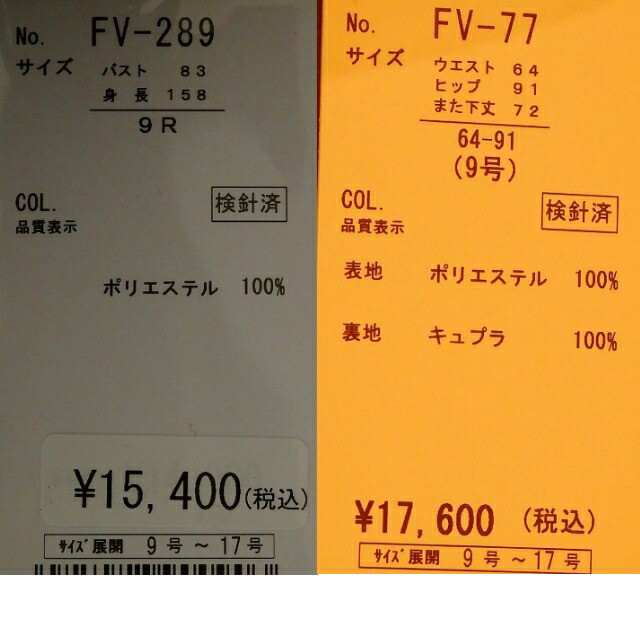 No. FV-289
サイズ バスト 83
身長 158
9R
COL. 検針済
品質表示
ポリエステル 100%
¥15,400(税込)
ｻｲｽﾞ展開 9号～17号
No. FV-77
サイズ ウエスト 64
ヒップ 91
また下丈 72
64-91
(9号)
COL. 検針済
品質表示
表地 ポリエステル 100%
裏地 キュプラ 100%
¥17,600 (税込)
ｻｲｽﾞ展開 9号～17号